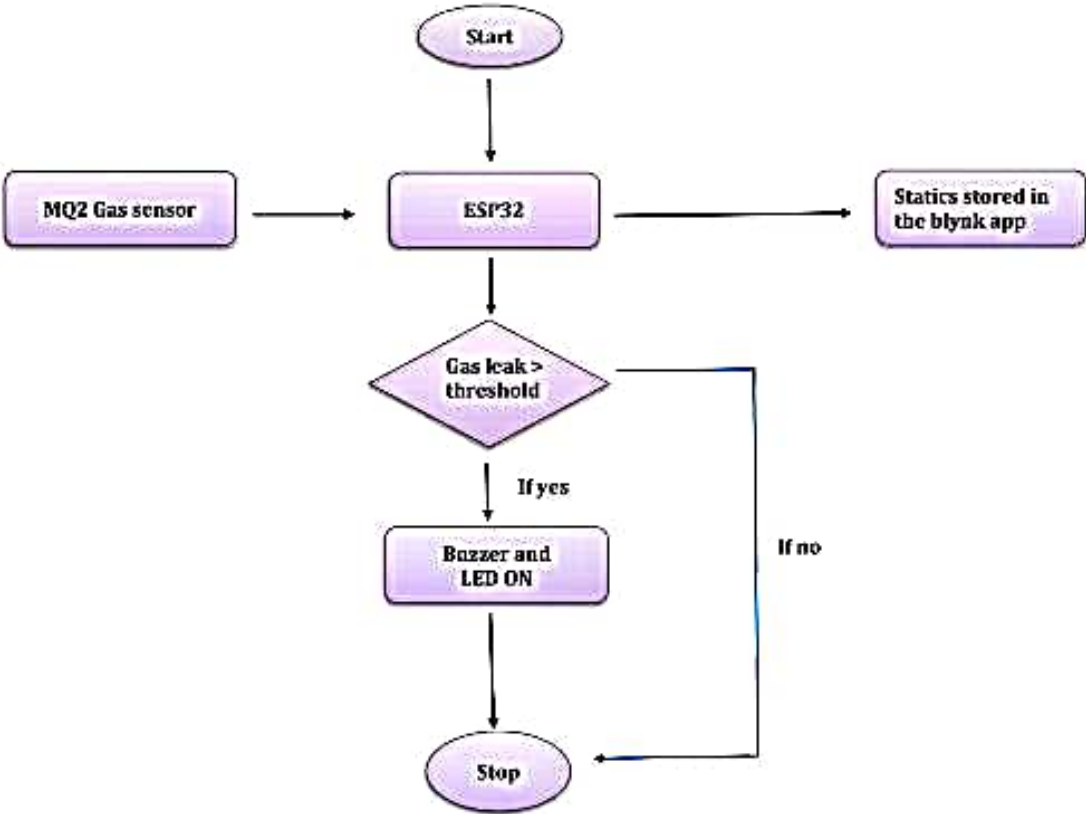 Start
MQ2 Gas sensor
ESP32
Statics stored in
the blynk app
Gas leak >
threshold
If yes
Buzzer and
LED ON
If no
Stop